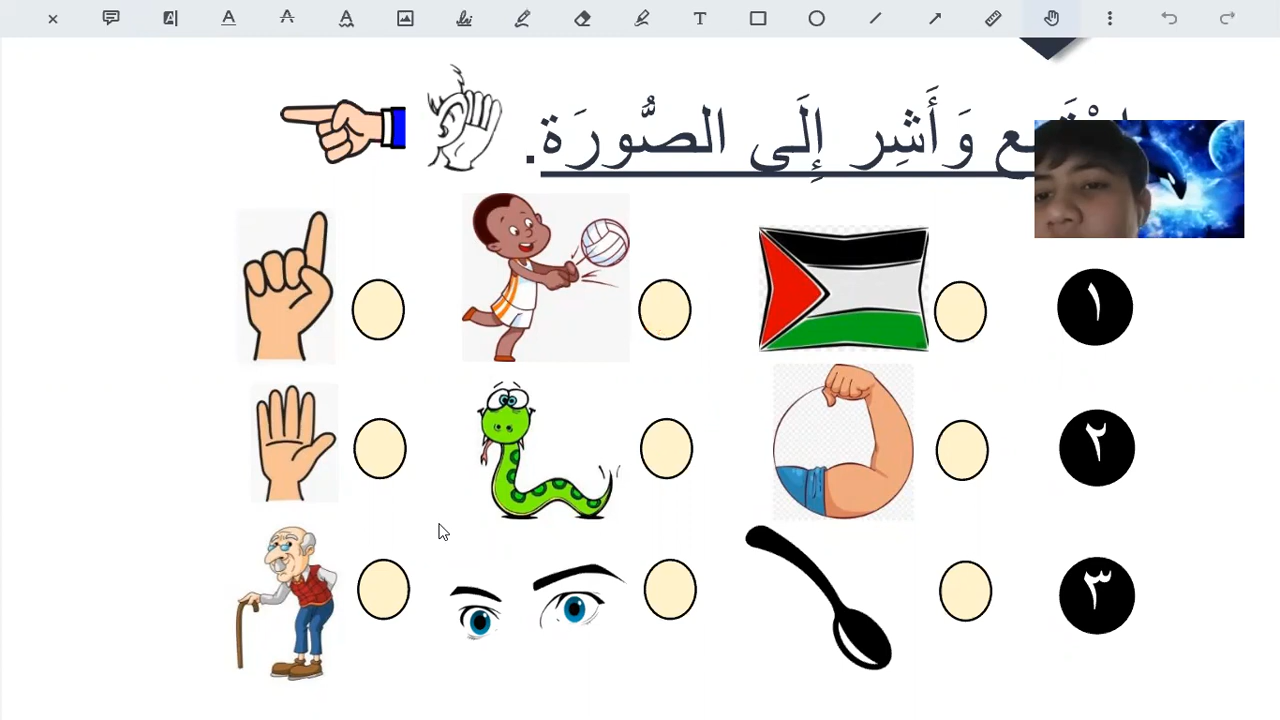 وَأَشِر إِلَى الصُّورَة.
١
٢
٣